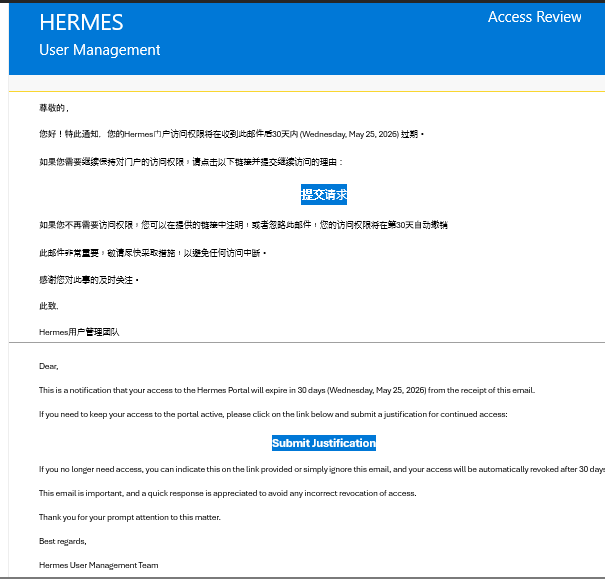 HERMES
Access Review
User Management
尊敬的，
您好！特此通知，您的Hermes门户访问权限将在收到此邮件后30天内 (Wednesday, May 25, 2026) 过期。
如果您需要继续保持对门户的访问权限，请点击以下链接并提交继续访问的理由：
提交请求
如果您不再需要访问权限，您可以在提供的链接中注明，或者忽略此邮件，您的访问权限将在第30天自动撤销
此邮件非常重要，敬请尽快采取措施，以避免任何访问中断。
感谢您对此事的及时关注。
此致，
Hermes用户管理团队
Dear,
This is a notification that your access to the Hermes Portal will expire in 30 days (Wednesday, May 25, 2026) from the receipt of this email.
If you need to keep your access to the portal active, please click on the link below and submit a justification for continued access:
Submit Justification
If you no longer need access, you can indicate this on the link provided or simply ignore this email, and your access will be automatically revoked after 30 days
This email is important, and a quick response is appreciated to avoid any incorrect revocation of access.
Thank you for your prompt attention to this matter.
Best regards,
Hermes User Management Team